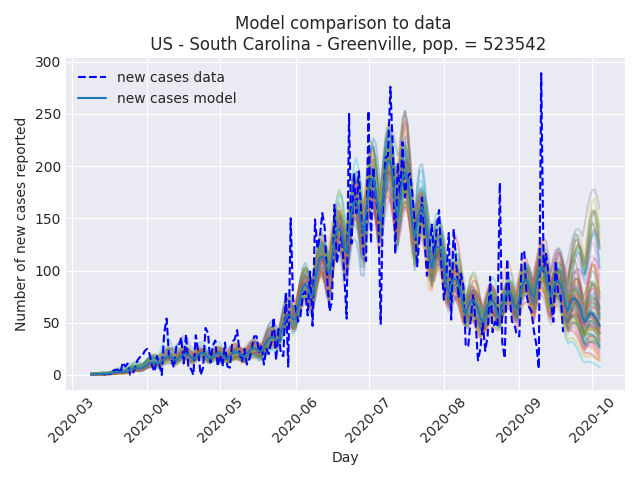 Model comparison to data
US - South Carolina - Greenville, pop. = 523542
new cases data
new cases model
Number of new cases reported
300
250
200
150
100
50
0
2020-03
2020-04
2020-05
2020-06
2020-07
2020-08
2020-09
2020-10
Day